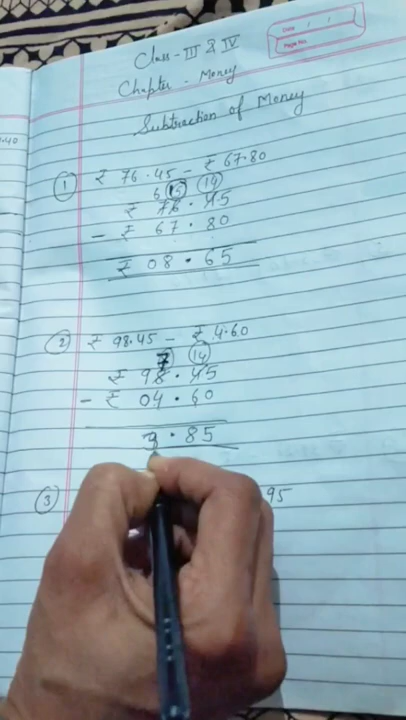 Date / /
Page No.
Class - III & IV
Chapter - Money
Subtraction of Money
.40
① ₹ 76.45 - ₹ 67.80
6 15 14
₹ 76.45
- ₹ 67.80
₹ 08.65
② ₹ 98.45 - ₹ 4.60
7 14
₹ 98.45
- ₹ 04.60
3.85
③ 95